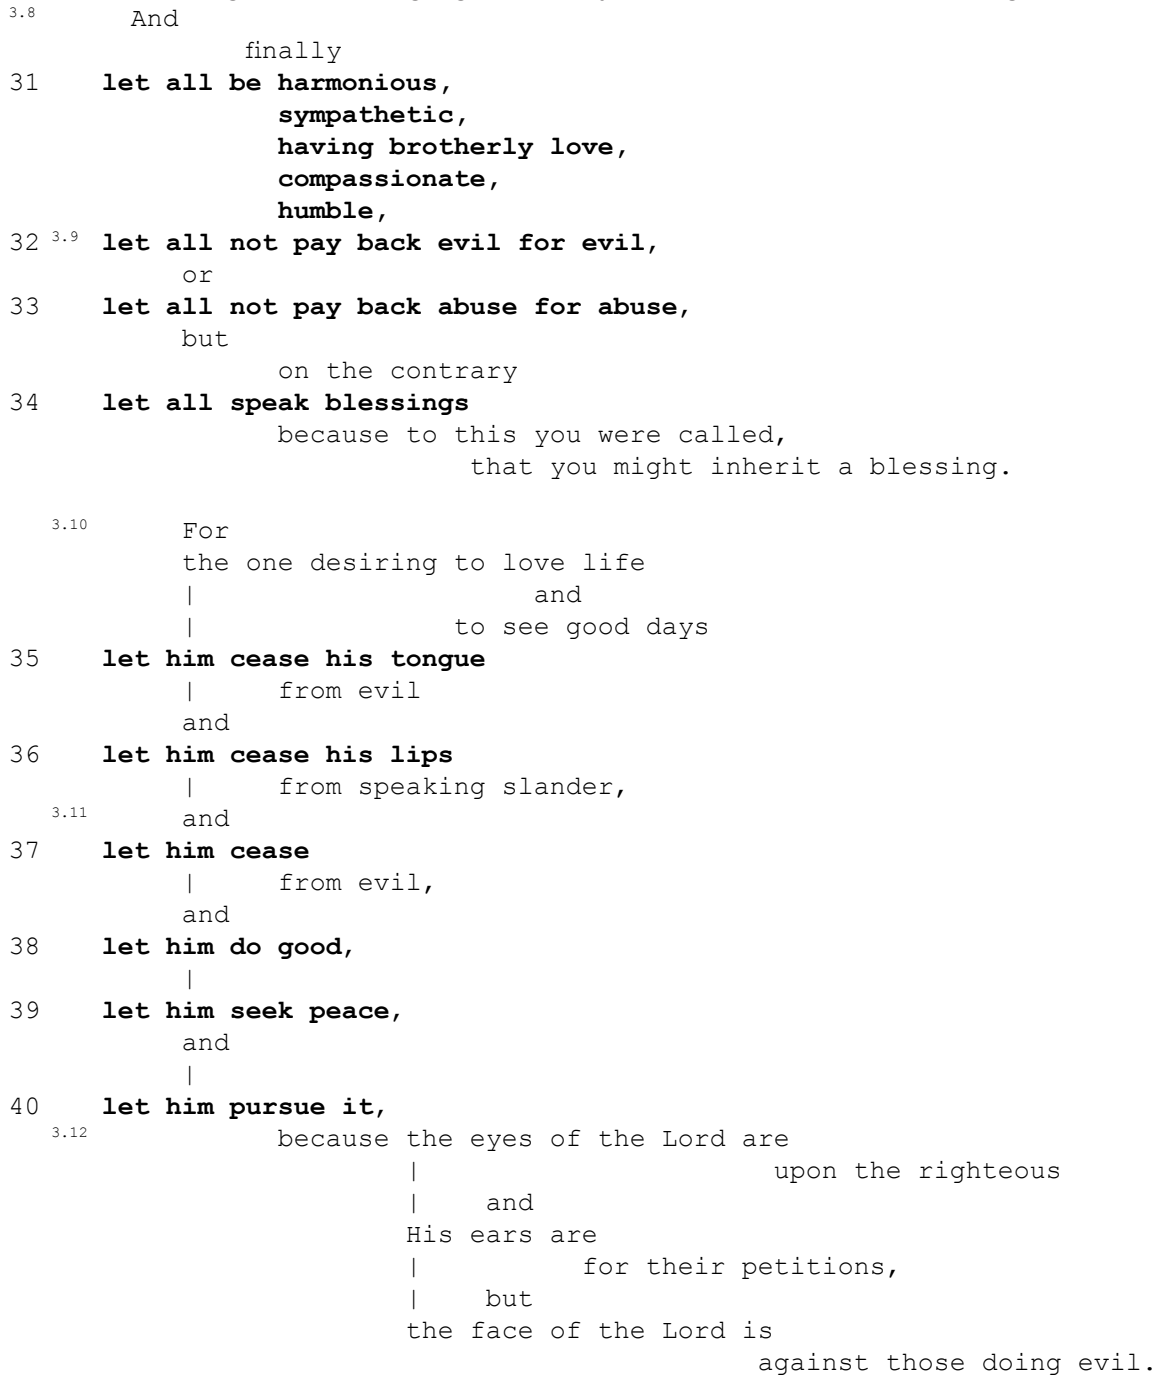 3.8 And
finally
31 let all be harmonious,
sympathetic,
having brotherly love,
compassionate,
humble,
32 3.9 let all not pay back evil for evil,
or
33 let all not pay back abuse for abuse,
but
on the contrary
34 let all speak blessings
because to this you were called,
that you might inherit a blessing.
3.10 For
the one desiring to love life
| and
| to see good days
35 let him cease his tongue
| from evil
and
36 let him cease his lips
| from speaking slander,
3.11 and
37 let him cease
| from evil,
and
38 let him do good,
|
39 let him seek peace,
and
|
40 let him pursue it,
3.12 because the eyes of the Lord are
| upon the righteous
| and
His ears are
| for their petitions,
| but
the face of the Lord is
against those doing evil.